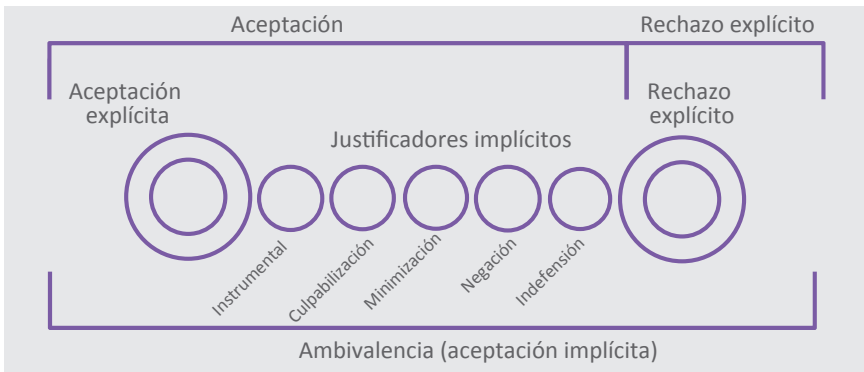 Aceptación
Rechazo explícito
Aceptación
explícita
Rechazo
explícito
Justificadores implícitos
Instrumental
Culpabilización
Minimización
Negación
Indefensión
Ambivalencia (aceptación implícita)